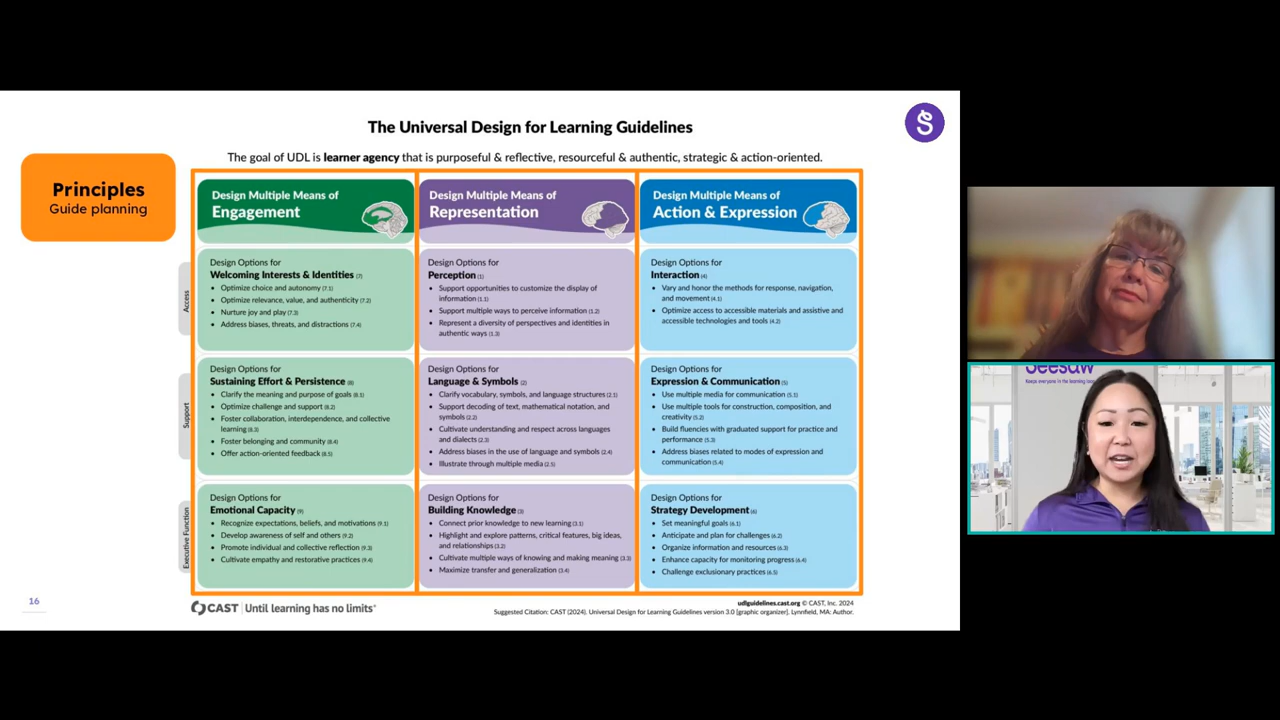 The Universal Design for Learning Guidelines
The goal of UDL is learner agency that is purposeful & reflective, resourceful & authentic, strategic & action-oriented.
Principles
Guide planning
Design Multiple Means of
Engagement
Design Multiple Means of
Representation
Design Multiple Means of
Action & Expression
Access
Design Options for
Welcoming Interests & Identities (7)
• Optimize choice and autonomy (7.1)
• Optimize relevance, value, and authenticity (7.2)
• Nurture joy and play (7.3)
• Address biases, threats, and distractions (7.4)
Design Options for
Perception (1)
• Support opportunities to customize the display of
information (1.1)
• Support multiple ways to perceive information (1.2)
• Represent a diversity of perspectives and identities in
authentic ways (1.3)
Design Options for
Interaction (4)
• Vary and honor the methods for response, navigation,
and movement (4.1)
• Optimize access to accessible materials and assistive and
accessible technologies and tools (4.2)
Support
Design Options for
Sustaining Effort & Persistence (8)
• Clarify the meaning and purpose of goals (8.1)
• Optimize challenge and support (8.2)
• Foster collaboration, interdependence, and collective
learning (8.3)
• Foster belonging and community (8.4)
• Offer action-oriented feedback (8.5)
Design Options for
Language & Symbols (2)
• Clarify vocabulary, symbols, and language structures (2.1)
• Support decoding of text, mathematical notation, and
symbols (2.2)
• Cultivate understanding and respect across languages
and dialects (2.3)
• Address biases in the use of language and symbols (2.4)
• Illustrate through multiple media (2.5)
Design Options for
Expression & Communication (5)
• Use multiple media for communication (5.1)
• Use multiple tools for construction, composition, and
creativity (5.2)
• Build fluencies with graduated support for practice and
performance (5.3)
• Address biases related to modes of expression and
communication (5.4)
Executive Function
Design Options for
Emotional Capacity (9)
• Recognize expectations, beliefs, and motivations (9.1)
• Develop awareness of self and others (9.2)
• Promote individual and collective reflection (9.3)
• Cultivate empathy and restorative practices (9.4)
Design Options for
Building Knowledge (3)
• Connect prior knowledge to new learning (3.1)
• Highlight and explore patterns, critical features, big ideas,
and relationships (3.2)
• Cultivate multiple ways of knowing and making meaning (3.3)
• Maximize transfer and generalization (3.4)
Design Options for
Strategy Development (6)
• Set meaningful goals (6.1)
• Anticipate and plan for challenges (6.2)
• Organize information and resources (6.3)
• Enhance capacity for monitoring progress (6.4)
• Challenge exclusionary practices (6.5)
16
CAST | Until learning has no limits®
udlguidelines.cast.org © CAST, Inc. 2024
Suggested Citation: CAST (2024). Universal Design for Learning Guidelines version 3.0 [graphic organizer]. Lynnfield, MA: Author.
Seesaw
Keeps everyone in the learning loop